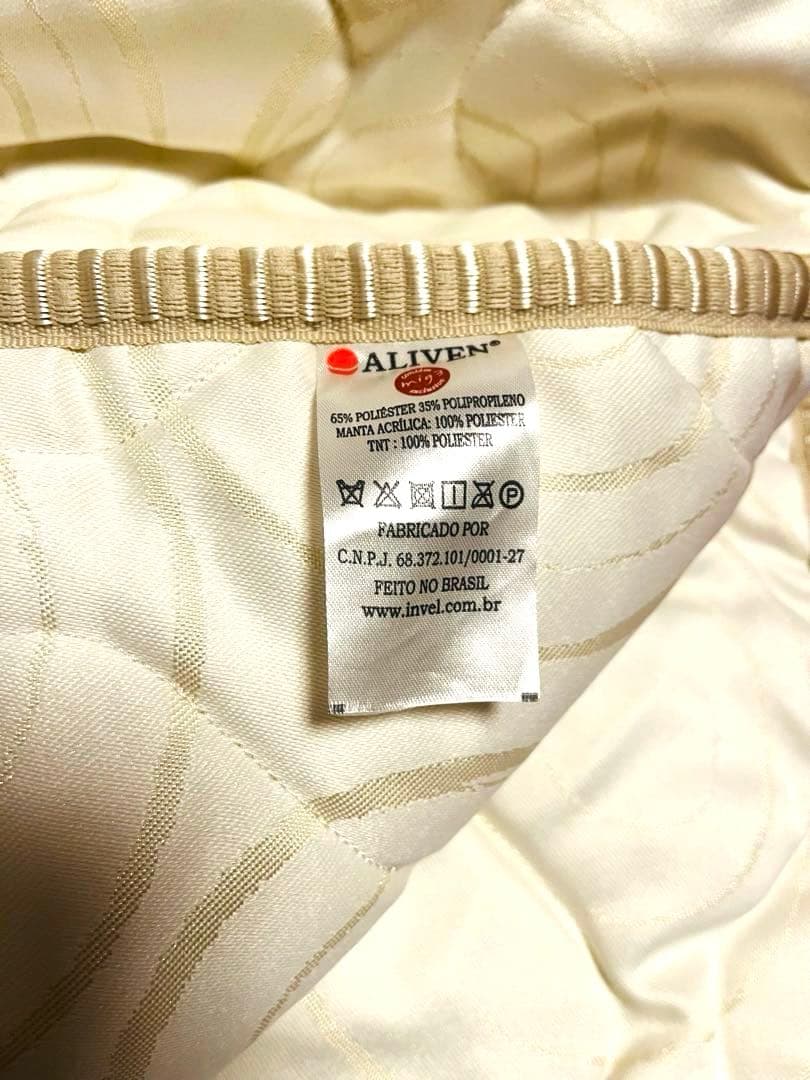 ALIVEN®
mig3
65% POLIÉSTER 35% POLIPROPILENO
MANTA ACRÍLICA: 100% POLIESTER
TNT : 100% POLIESTER
P
FABRICADO POR
C.N.P.J. 68.372.101/0001-27
FEITO NO BRASIL
www.invel.com.br